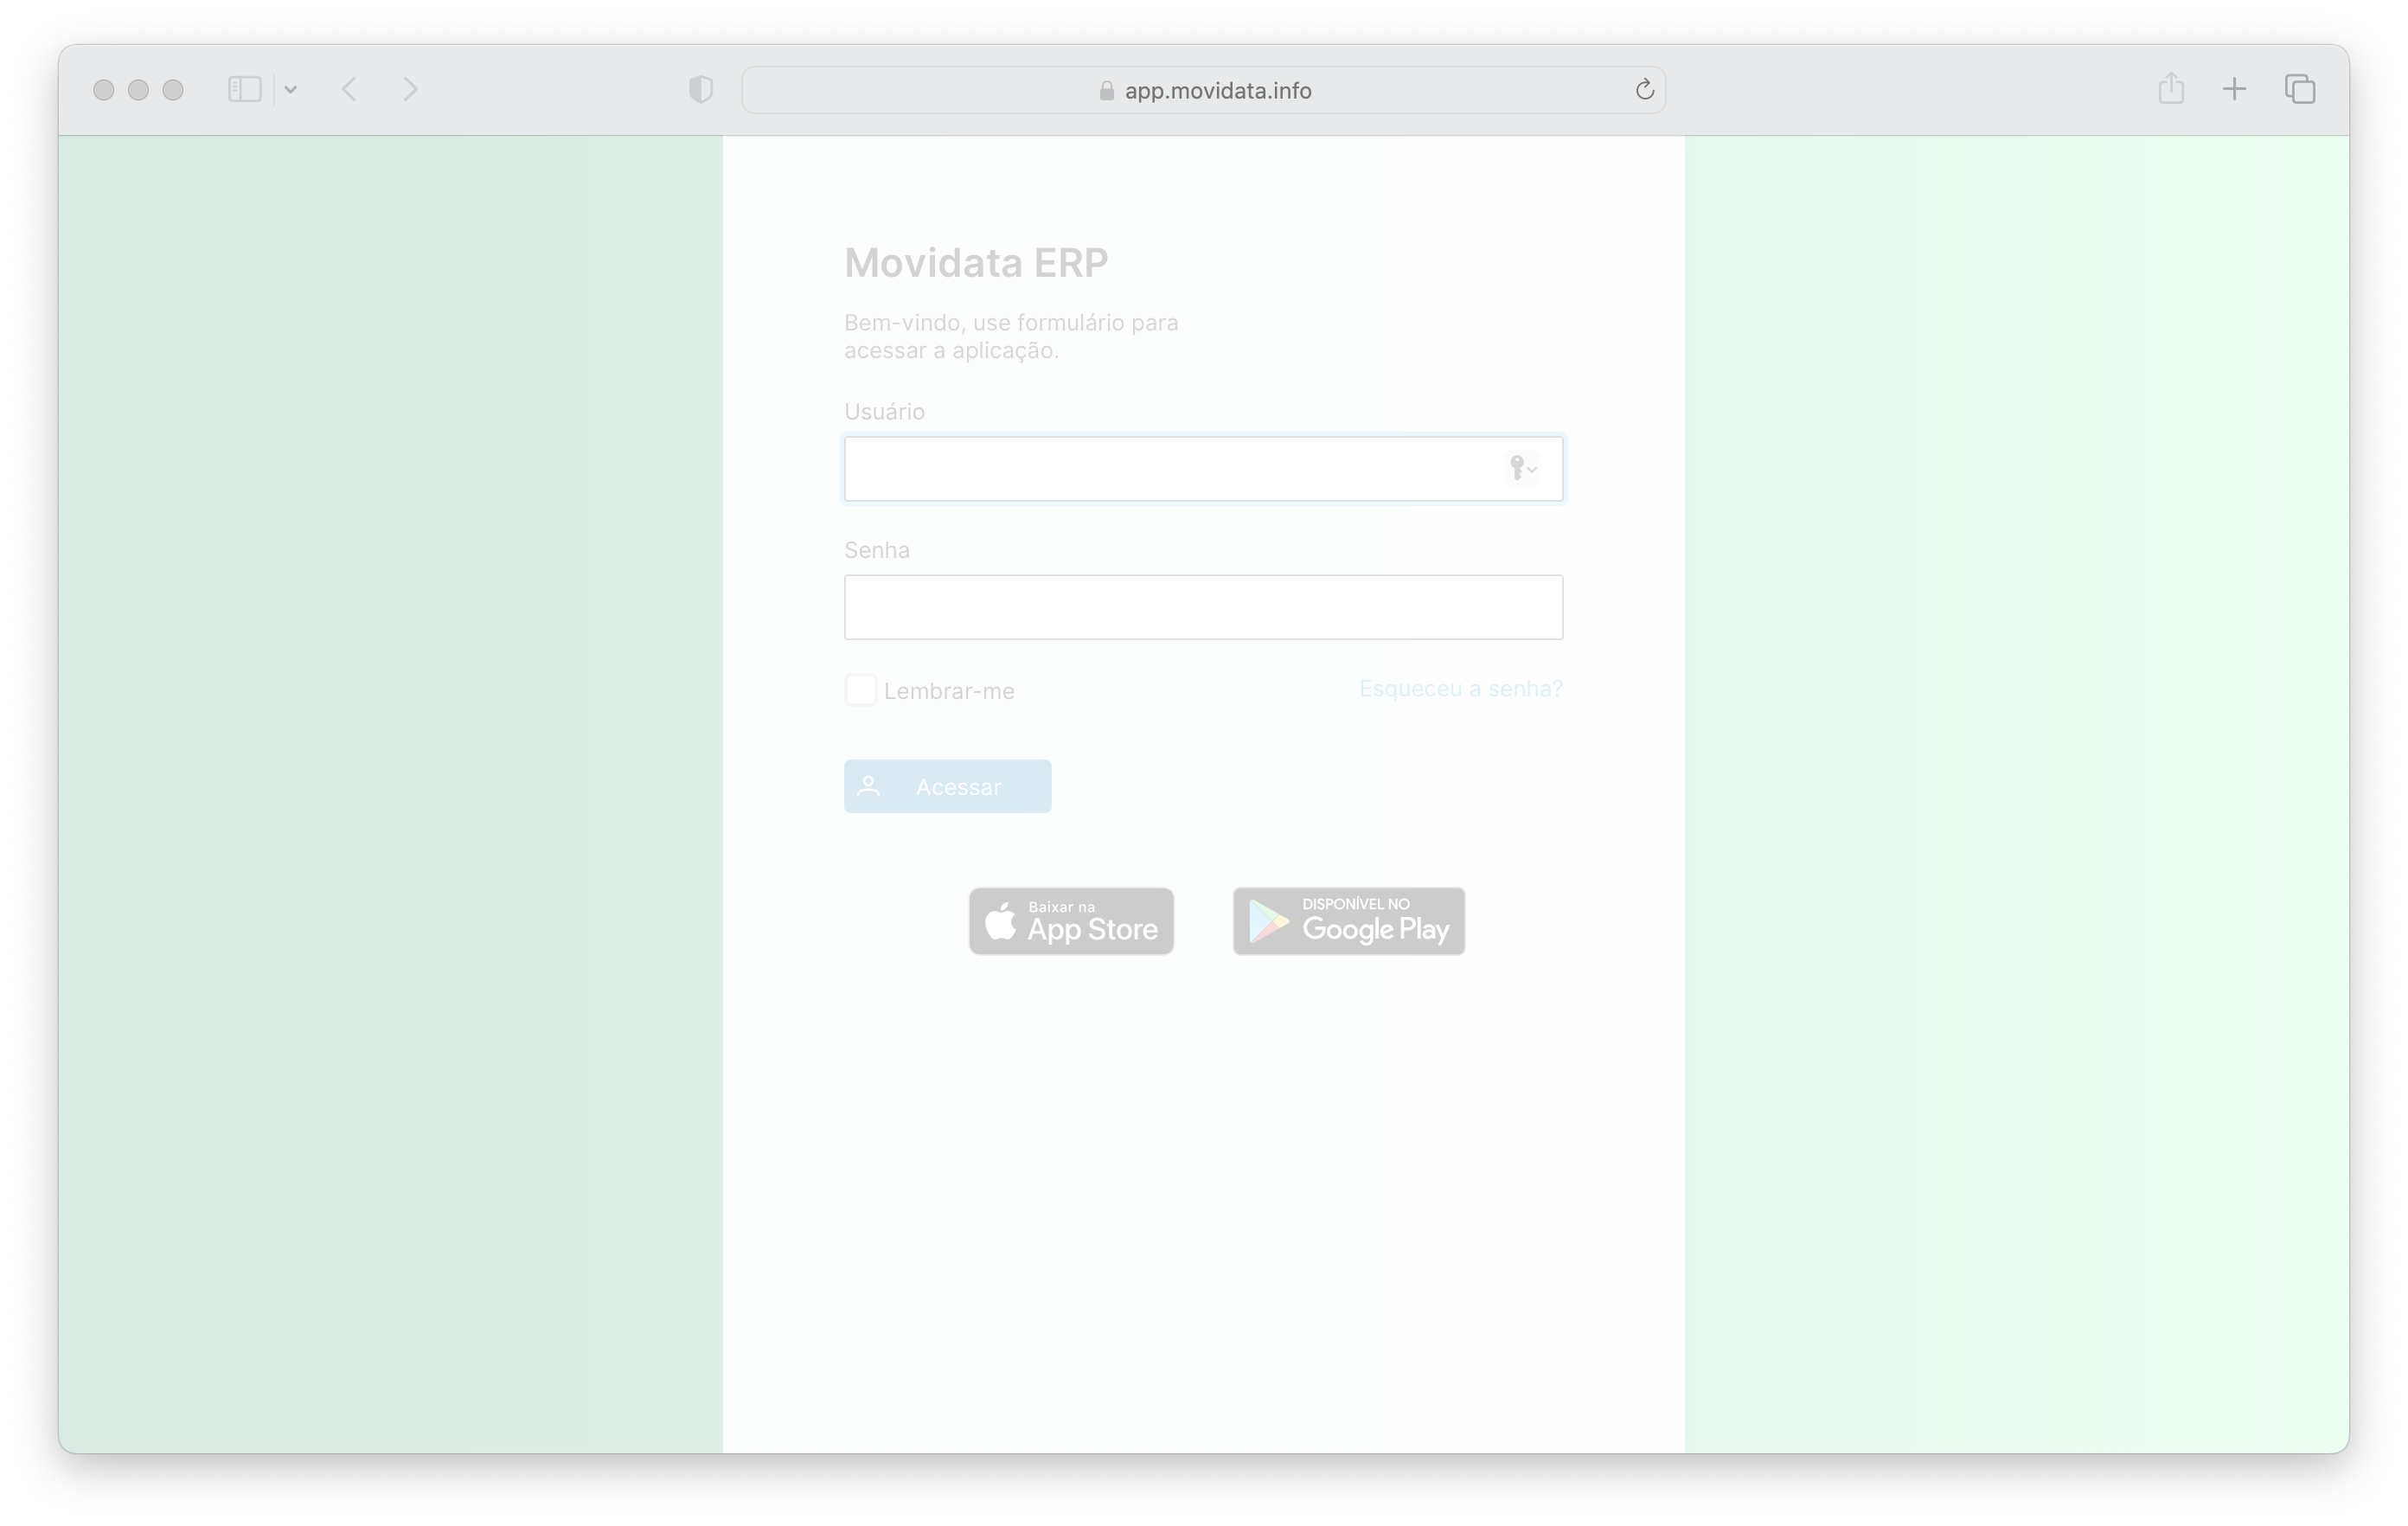 app.movidata.info
Movidata ERP
Bem-vindo, use formulário para
acessar a aplicação.
Usuário
Senha
Lembrar-me
Esqueceu a senha?
Acessar
Baixar na
App Store
DISPONÍVEL NO
Google Play